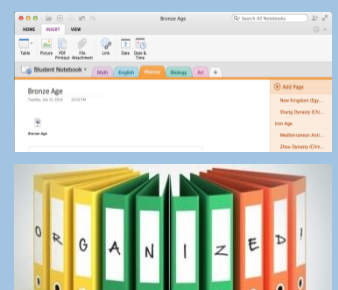 Bronze Age
Search All Notebooks
HOME INSERT VIEW
Table Picture PDF Printout File Attachment Link Date Date & Time
Student Notebook Math English History Biology Art +
Bronze Age
Add Page
New Kingdom (Egy...
Shang Dynasty (Chin...
Iron Age
Mediterranean Anti...
Zhou Dynasty (Chin...
Bronze Age
ORGANIZED!